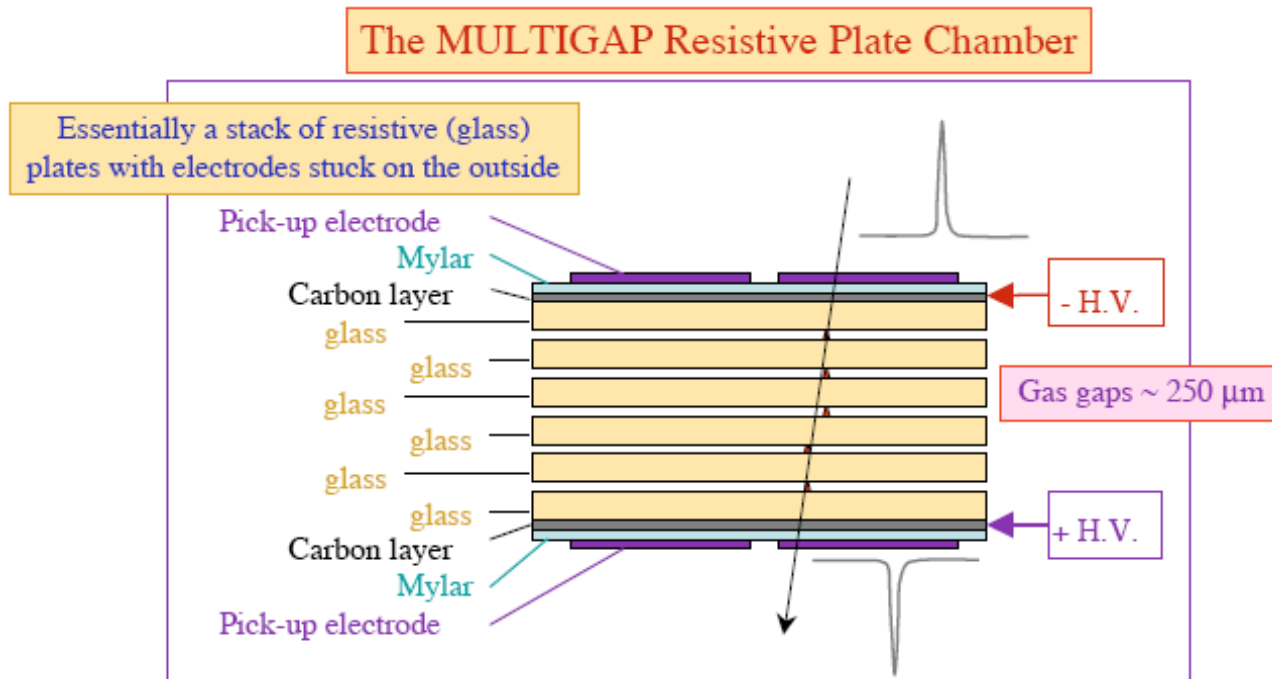 The MULTIGAP Resistive Plate Chamber
Essentially a stack of resistive (glass)
plates with electrodes stuck on the outside
Pick-up electrode
Mylar
Carbon layer
- H.V.
glass
glass
Gas gaps ~ 250 μm
glass
glass
glass
glass
+ H.V.
Carbon layer
Mylar
Pick-up electrode